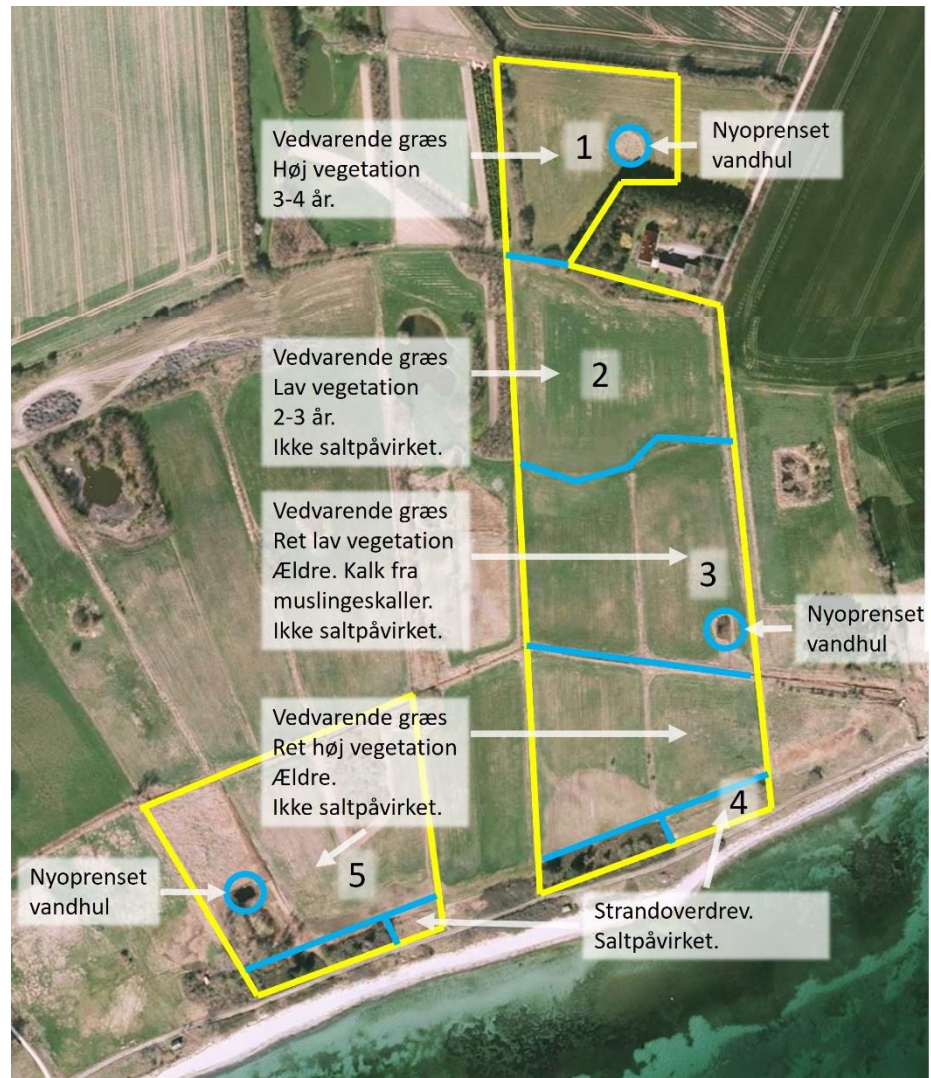 Vedvarende græs
Høj vegetation
3-4 år.
1
Nyoprenset
vandhul
Vedvarende græs
Lav vegetation
2-3 år.
Ikke saltpåvirket.
2
Vedvarende græs
Ret lav vegetation
Ældre. Kalk fra
muslingeskaller.
Ikke saltpåvirket.
3
Nyoprenset
vandhul
Vedvarende græs
Ret høj vegetation
Ældre.
Ikke saltpåvirket.
4
5
Nyoprenset
vandhul
Strandoverdrev.
Saltpåvirket.